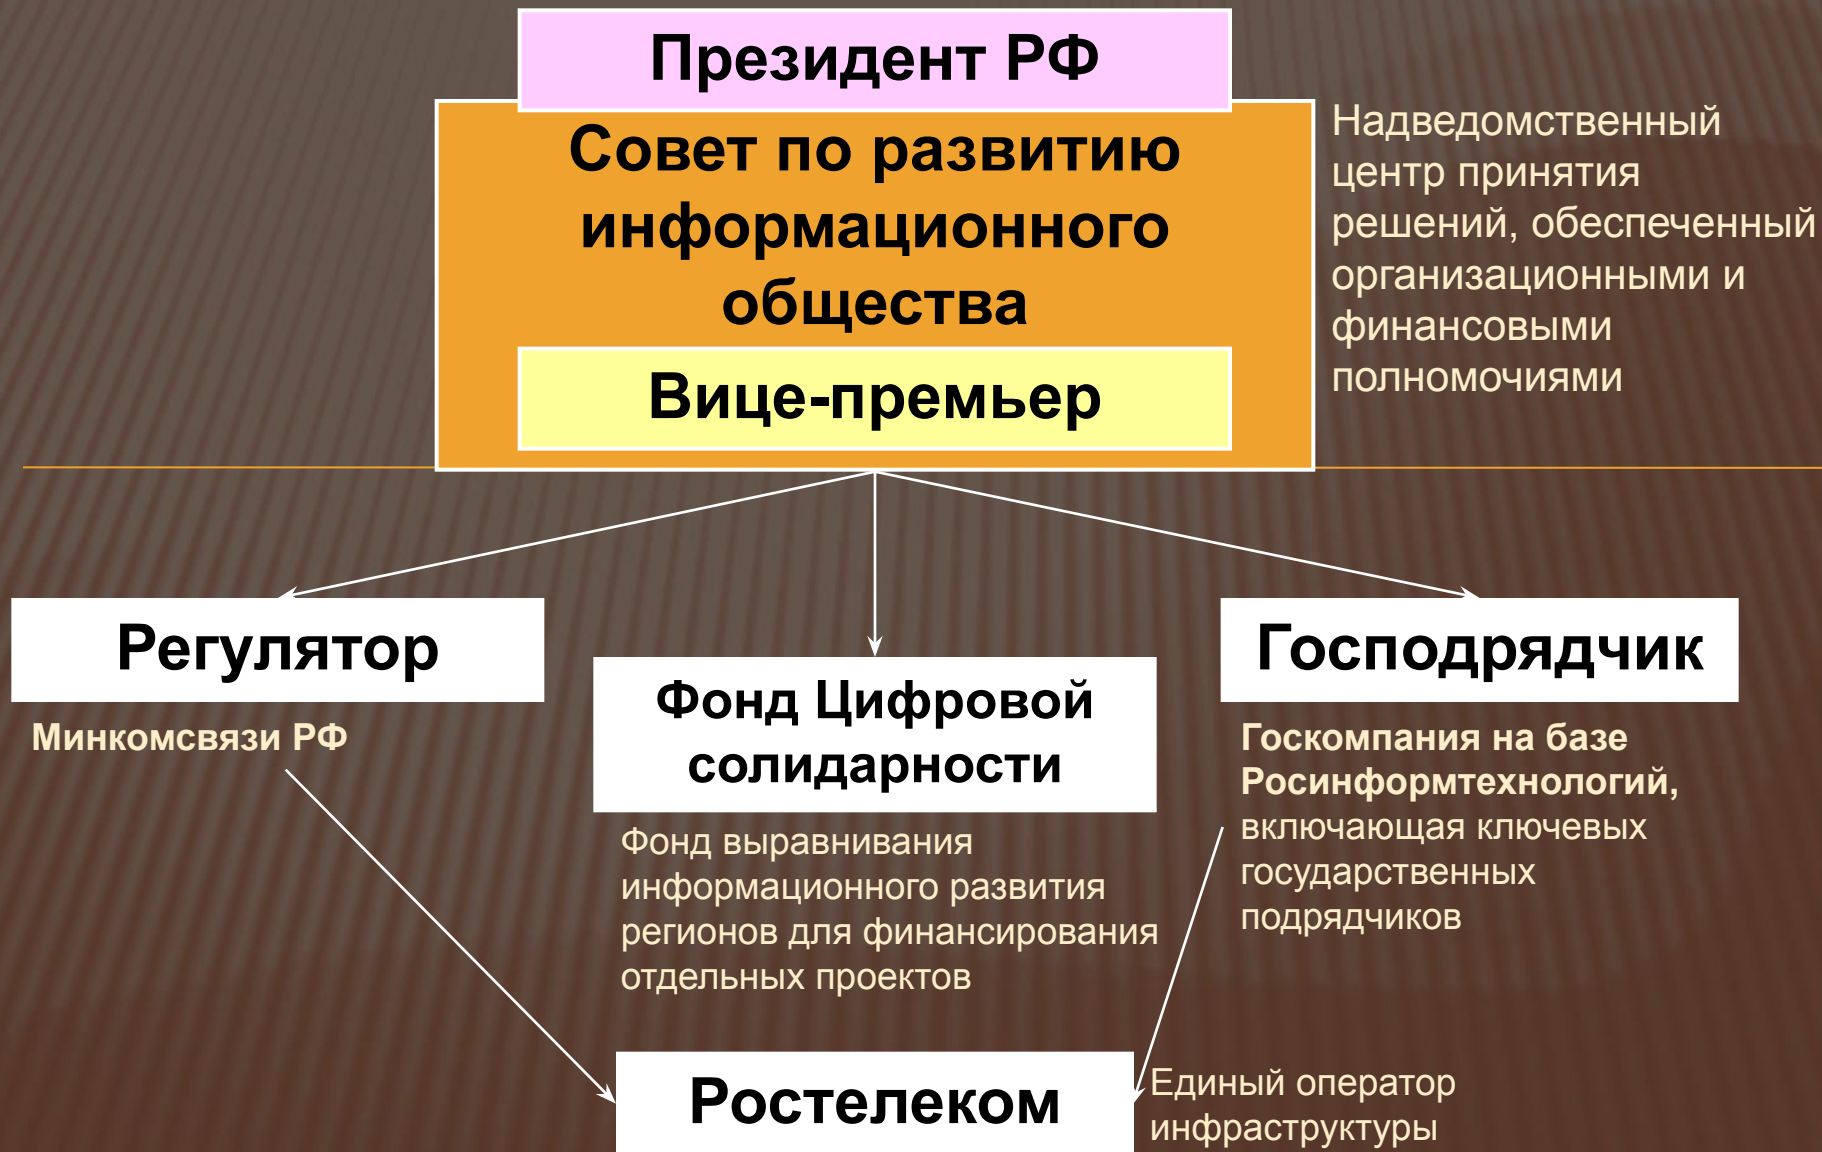 Президент РФ
Совет по развитию
информационного
общества
Вице-премьер
Надведомственный
центр принятия
решений, обеспеченный
организационными и
финансовыми
полномочиями
Регулятор
Минкомсвязи РФ
Фонд Цифровой
солидарности
Фонд выравнивания
информационного развития
регионов для финансирования
отдельных проектов
Господрядчик
Госкомпания на базе
Росинформтехнологий,
включающая ключевых
государственных
подрядчиков
Ростелеком
Единый оператор
инфраструктуры